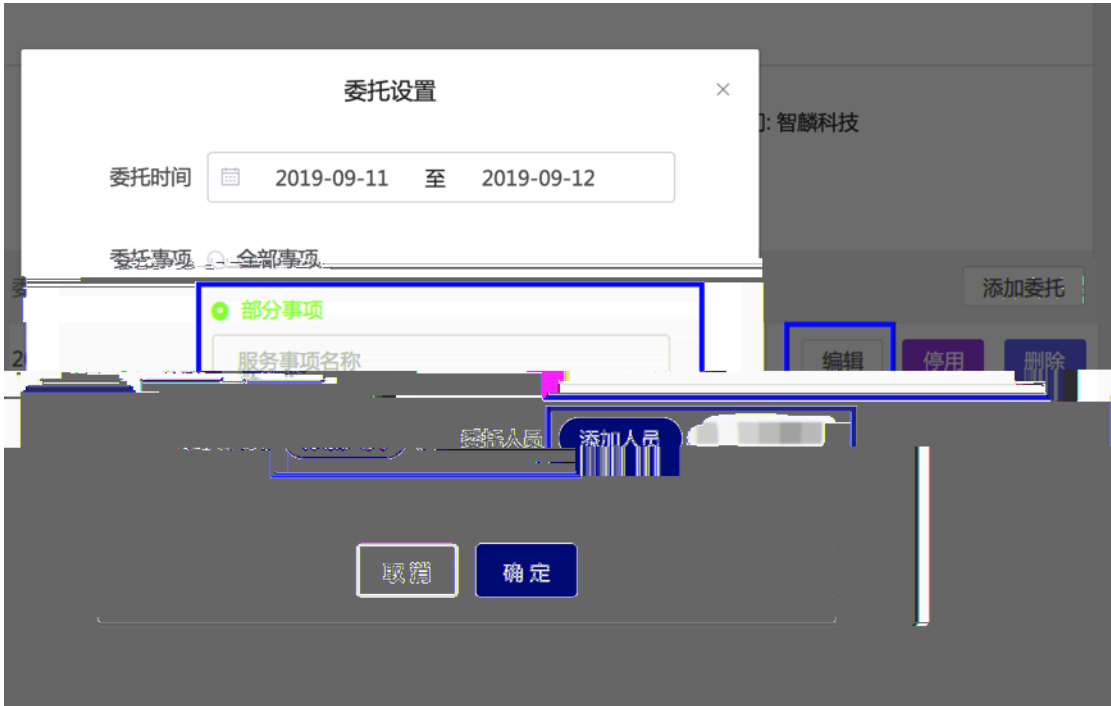 委托设置
: 智麟科技
委托时间 2019-09-11 至 2019-09-12
委托事项 全部事项
添加委托
部分事项
服务事项名称
编辑 停用 删除
委托人员 添加人员
取消 确定